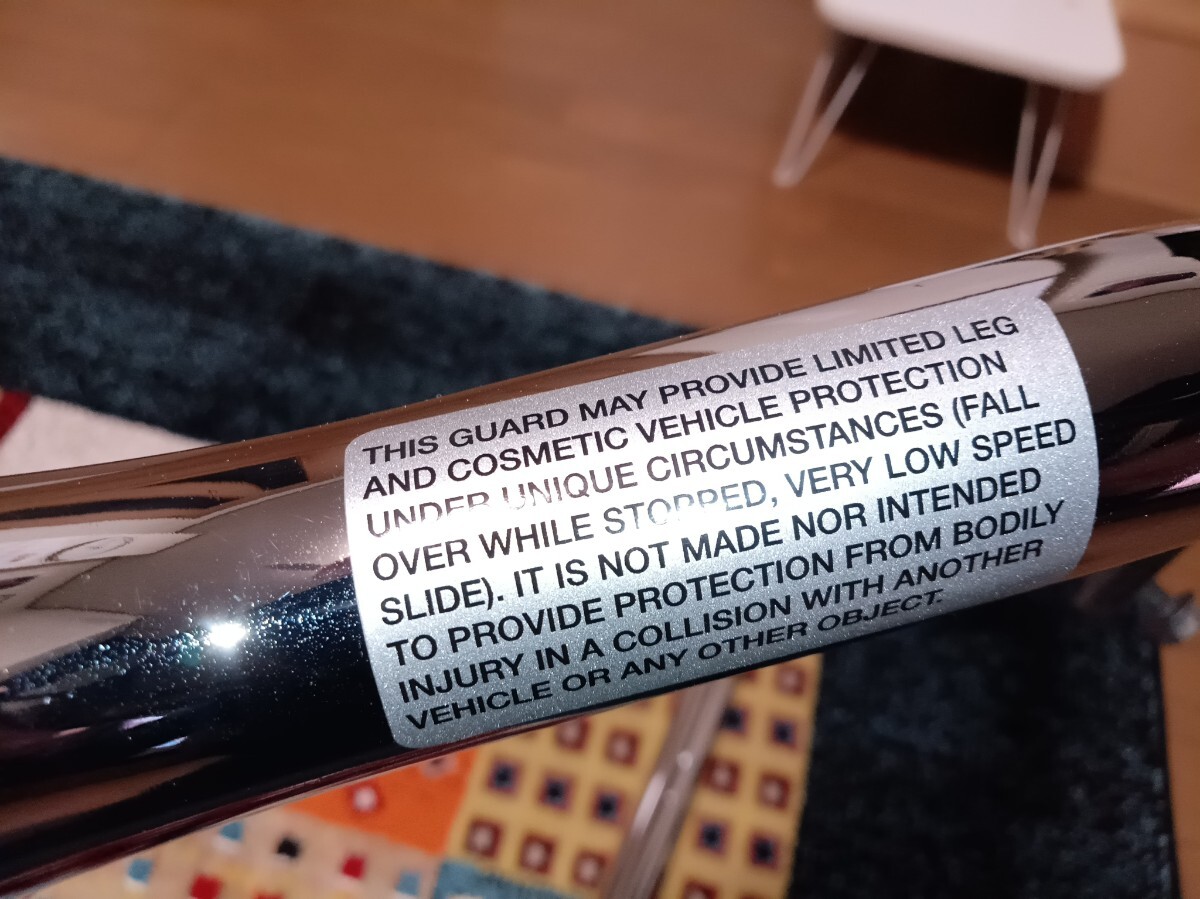 THIS GUARD MAY PROVIDE LIMITED LEG
AND COSMETIC VEHICLE PROTECTION
UNDER UNIQUE CIRCUMSTANCES (FALL
OVER WHILE STOPPED, VERY LOW SPEED
SLIDE). IT IS NOT MADE NOR INTENDED
TO PROVIDE PROTECTION FROM BODILY
INJURY IN A COLLISION WITH ANOTHER
VEHICLE OR ANY OTHER OBJECT.